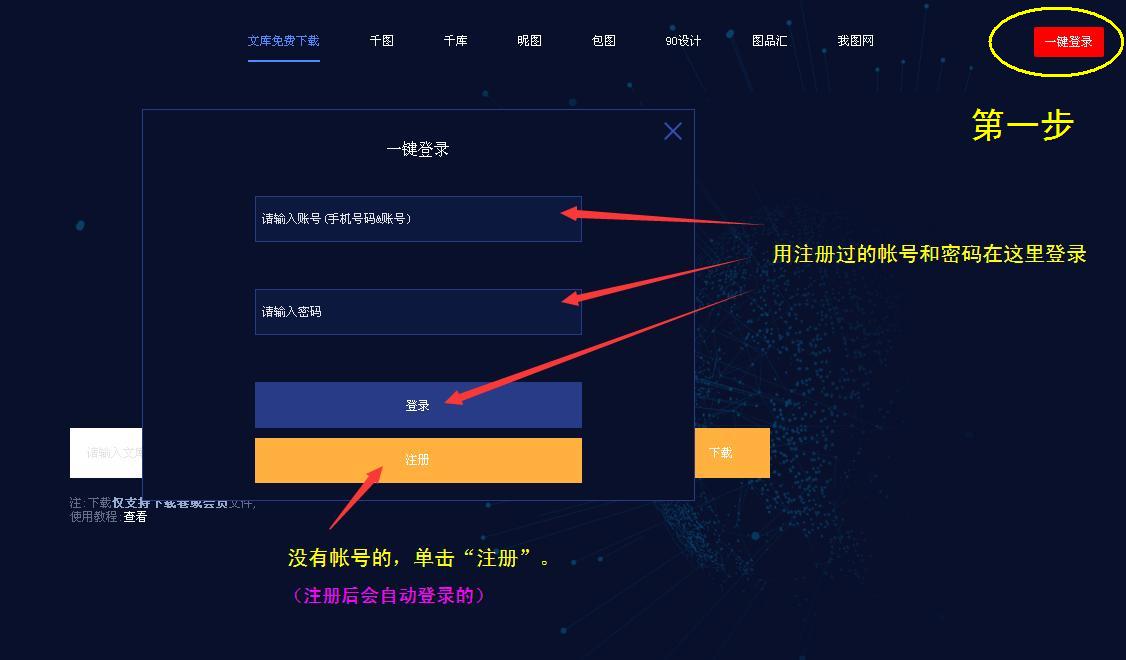 文库免费下载 千图 千库 昵图 包图 90设计 图品汇 我图网 一键登录
第一步
一键登录
请输入账号(手机号码&账号)
用注册过的帐号和密码在这里登录
请输入密码
登录
注册
请输入文库 下载
注:下载仅支持下载卷或会员文件,
使用教程:查看
没有帐号的，单击“注册”。
（注册后会自动登录的）